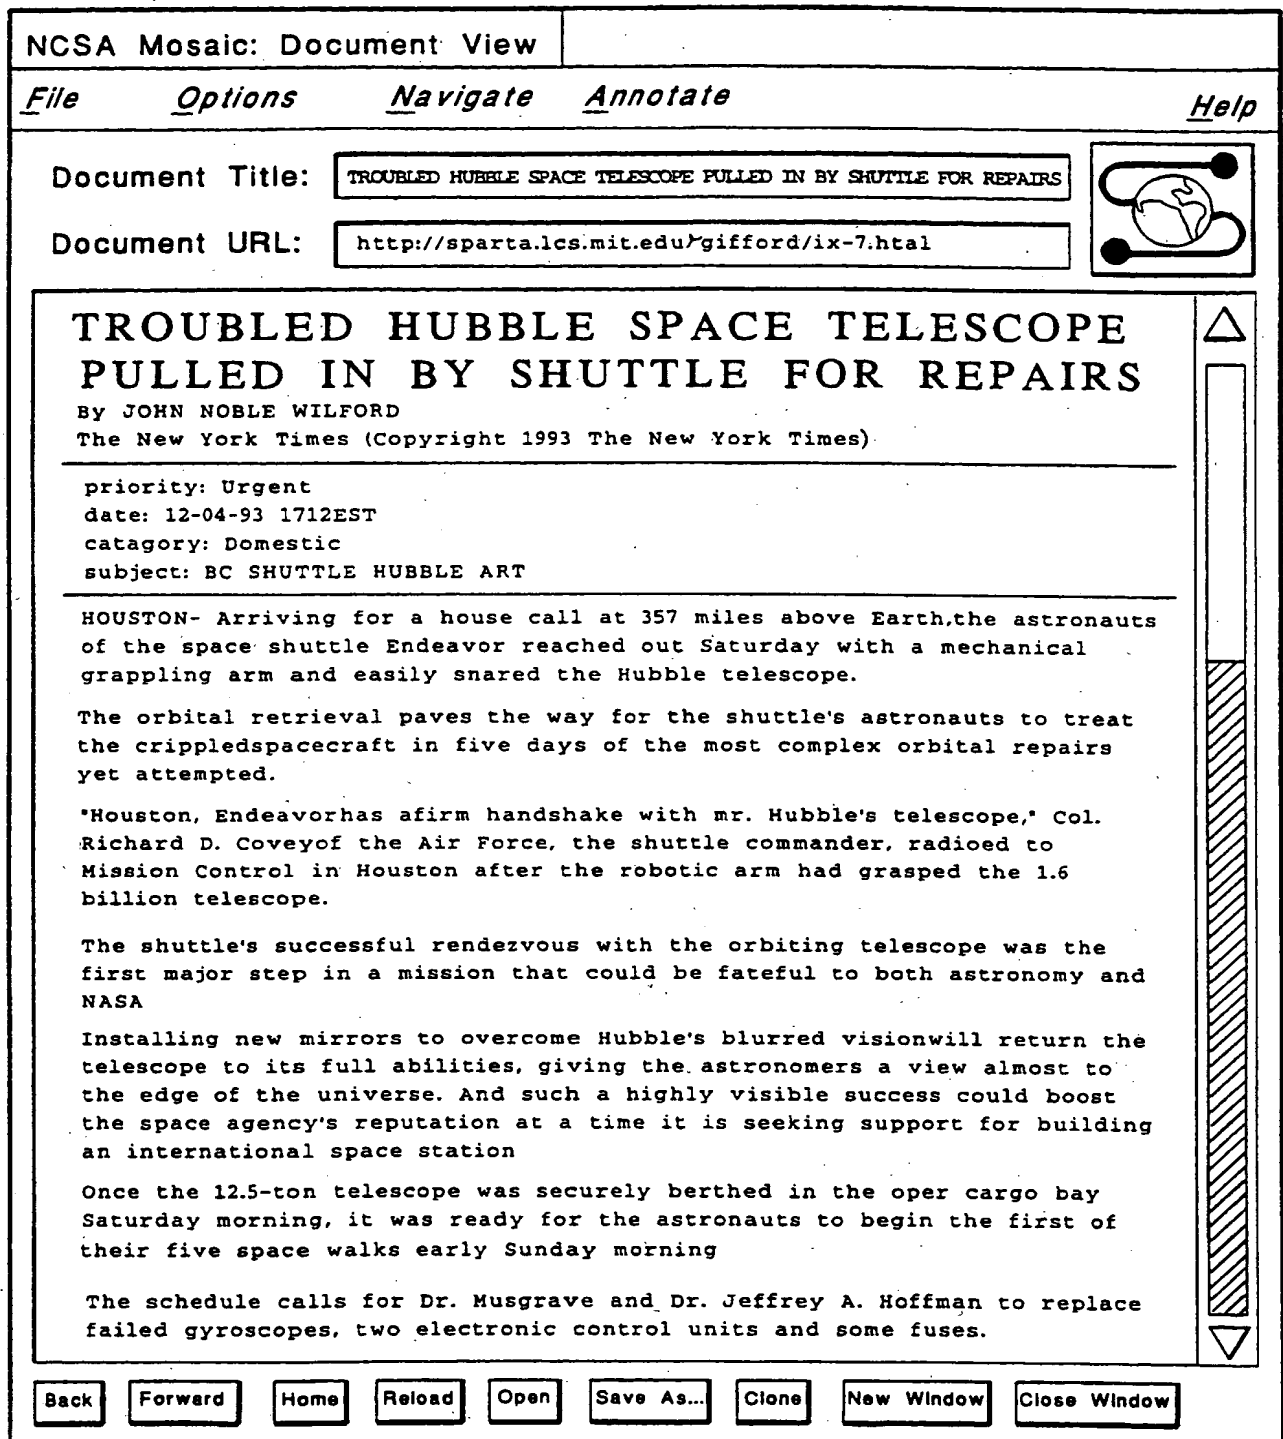 NCSA Mosaic: Document View
File Options Navigate Annotate Help
Document Title: TROUBLED HUBBLE SPACE TELESCOPE PULLED IN BY SHUTTLE FOR REPAIRS
Document URL: http://sparta.lcs.mit.edu/gifford/ix-7.htal
TROUBLED HUBBLE SPACE TELESCOPE
PULLED IN BY SHUTTLE FOR REPAIRS
By JOHN NOBLE WILFORD
The New York Times (Copyright 1993 The New York Times)
priority: Urgent
date: 12-04-93 1712EST
catagory: Domestic
subject: BC SHUTTLE HUBBLE ART
HOUSTON- Arriving for a house call at 357 miles above Earth,the astronauts
of the space shuttle Endeavor reached out Saturday with a mechanical
grappling arm and easily snared the Hubble telescope.
The orbital retrieval paves the way for the shuttle's astronauts to treat
the crippledspacecraft in five days of the most complex orbital repairs
yet attempted.
"Houston, Endeavorhas afirm handshake with mr. Hubble's telescope," Col.
Richard D. Coveyof the Air Force, the shuttle commander, radioed to
Mission Control in Houston after the robotic arm had grasped the 1.6
billion telescope.
The shuttle's successful rendezvous with the orbiting telescope was the
first major step in a mission that could be fateful to both astronomy and
NASA
Installing new mirrors to overcome Hubble's blurred visionwill return the
telescope to its full abilities, giving the astronomers a view almost to
the edge of the universe. And such a highly visible success could boost
the space agency's reputation at a time it is seeking support for building
an international space station
Once the 12.5-ton telescope was securely berthed in the oper cargo bay
Saturday morning, it was ready for the astronauts to begin the first of
their five space walks early Sunday morning
The schedule calls for Dr. Musgrave and Dr. Jeffrey A. Hoffman to replace
failed gyroscopes, two electronic control units and some fuses.
Back Forward Home Reload Open Save As... Clone New Window Close Window